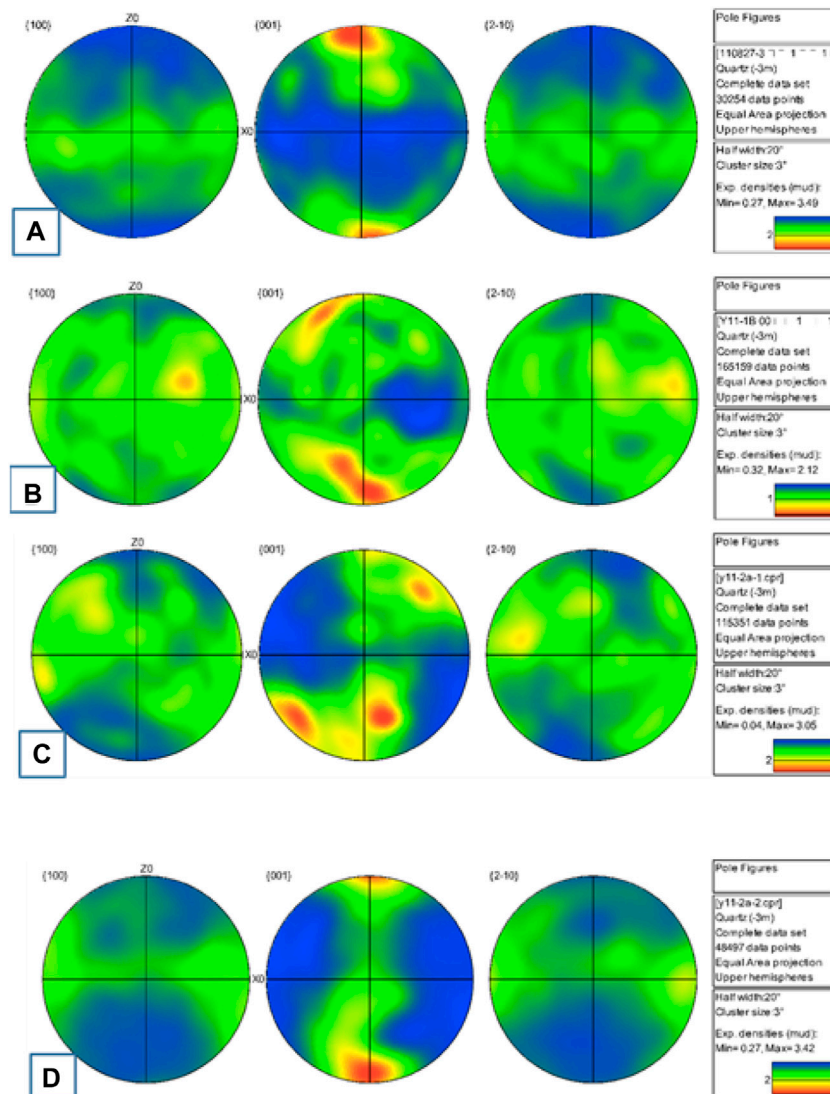 {100} Z0 {001} {2-10}
X0
A
Pole Figures
[110827-3
Quartz (-3m)
Complete data set
30254 data points
Equal Area projection
Upper hemispheres
Half width:20°
Cluster size:3°
Exp. densities (mud):
Min= 0.27, Max= 3.49
2
{100} Z0 {001} {2-10}
X0
B
Pole Figures
[Y11-1B 00
Quartz (-3m)
Complete data set
165159 data points
Equal Area projection
Upper hemispheres
Half width:20°
Cluster size:3°
Exp. densities (mud):
Min= 0.32, Max= 2.12
1
{100} Z0 {001} {2-10}
X0
C
Pole Figures
[y11-2a-1.cpr]
Quartz (-3m)
Complete data set
115351 data points
Equal Area projection
Upper hemispheres
Half width:20°
Cluster size:3°
Exp. densities (mud):
Min= 0.04, Max= 3.05
2
{100} Z0 {001} {2-10}
X0
D
Pole Figures
[y11-2a-2.cpr]
Quartz (-3m)
Complete data set
48497 data points
Equal Area projection
Upper hemispheres
Half width:20°
Cluster size:3°
Exp. densities (mud):
Min= 0.27, Max= 3.42
2